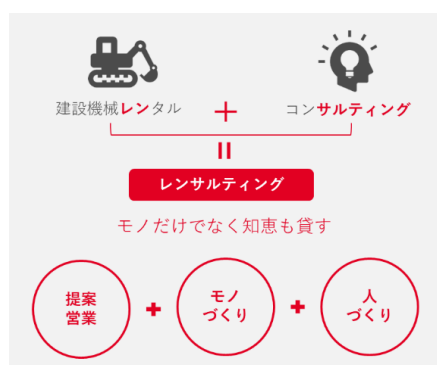 建設機械レンタル + コンサルティング
=
レンサルティング
モノだけでなく知恵も貸す
提案営業 + モノづくり + 人づくり